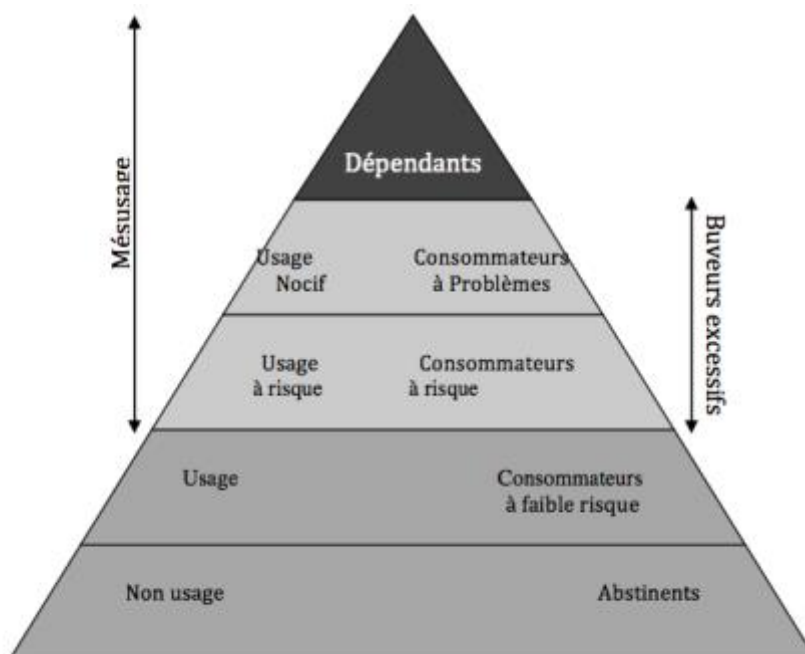 Dépendants
Mésusage
Buveurs excessifs
Usage
Nocif
Consommateurs
à Problèmes
Usage
à risque
Consommateurs
à risque
Usage
Consommateurs
à faible risque
Non usage
Abstinents